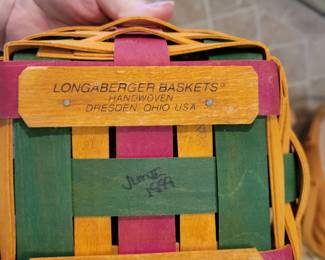 LONGABERGER BASKETS®
HANDWOVEN
DRESDEN, OHIO USA